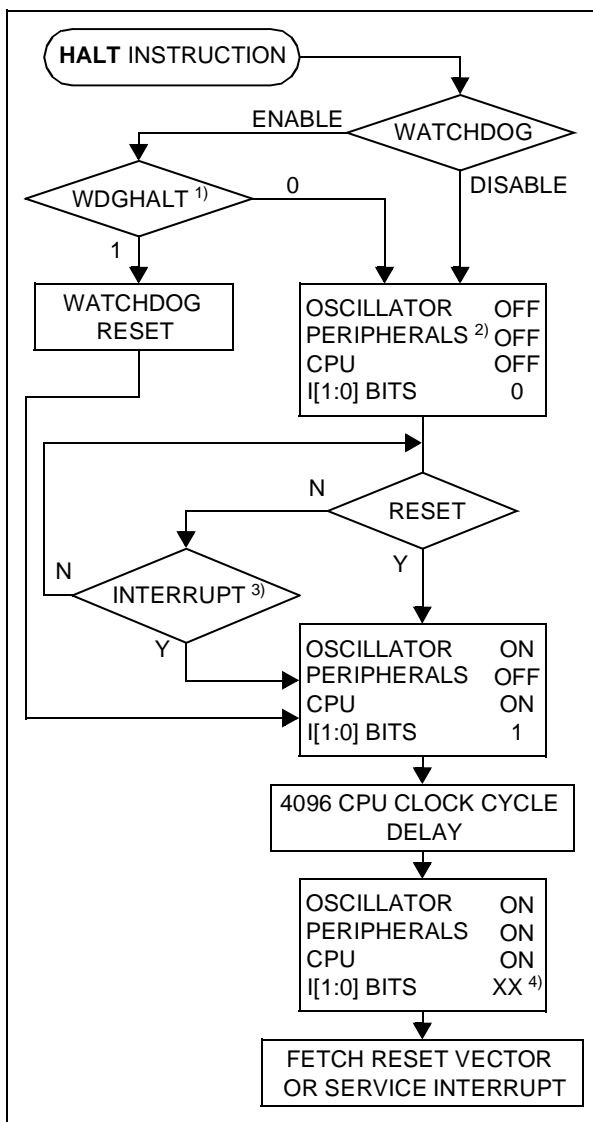 HALT INSTRUCTION
ENABLE
WATCHDOG
WDGHALT 1)
0
DISABLE
1
WATCHDOG
RESET
OSCILLATOR OFF
PERIPHERALS 2) OFF
CPU OFF
I[1:0] BITS 0
N
RESET
Y
N
INTERRUPT 3)
Y
OSCILLATOR ON
PERIPHERALS OFF
CPU ON
I[1:0] BITS 1
4096 CPU CLOCK CYCLE
DELAY
OSCILLATOR ON
PERIPHERALS ON
CPU ON
I[1:0] BITS XX 4)
FETCH RESET VECTOR
OR SERVICE INTERRUPT